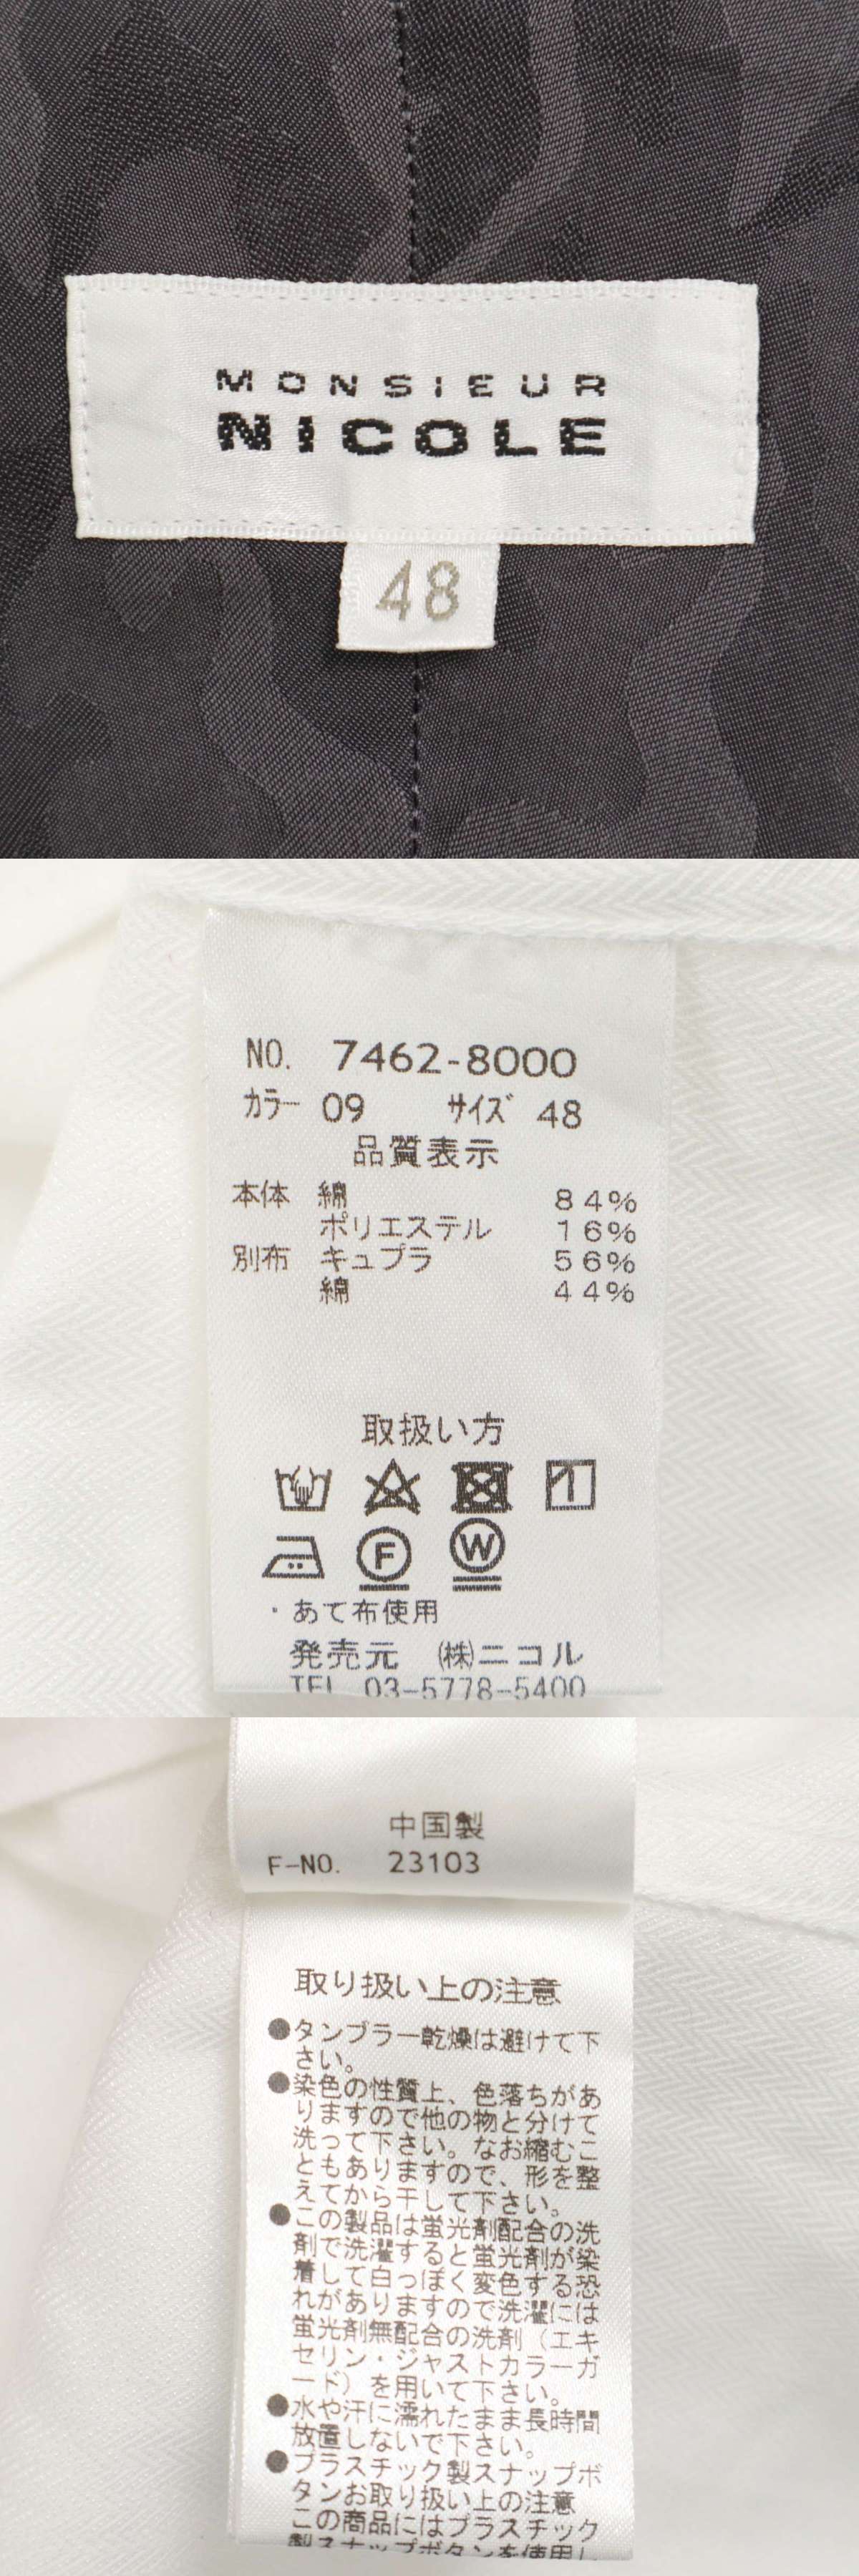 MONSIEUR
NICOLE
48
NO. 7462-8000
カラー 09 サイズ 48
品質表示
本体 綿 84%
ポリエステル 16%
別布 キュプラ 56%
綿 44%
取扱い方
F W
・あて布使用
発売元 (株)ニコル
TEL 03-5778-5400
中国製
F-NO. 23103
取り扱い上の注意
●タンブラー乾燥は避けて下
さい。
●染色の性質上、色落ちがあ
りますので他の物と分けて
洗って下さい。なお縮むこ
ともありますので、形を整
えてから干して下さい。
●この製品は蛍光剤配合の洗
剤で洗濯すると蛍光剤が染
着して白っぽく変色する恐
れがありますので洗濯には
蛍光剤無配合の洗剤（エキ
セリン・ジャストカラーガ
ード）を用いて下さい。
●水や汗に濡れたまま長時間
放置しないで下さい。
●プラスチック製スナップボ
タンお取り扱い上の注意
この商品にはプラスチック
製スナップボタンを使用し